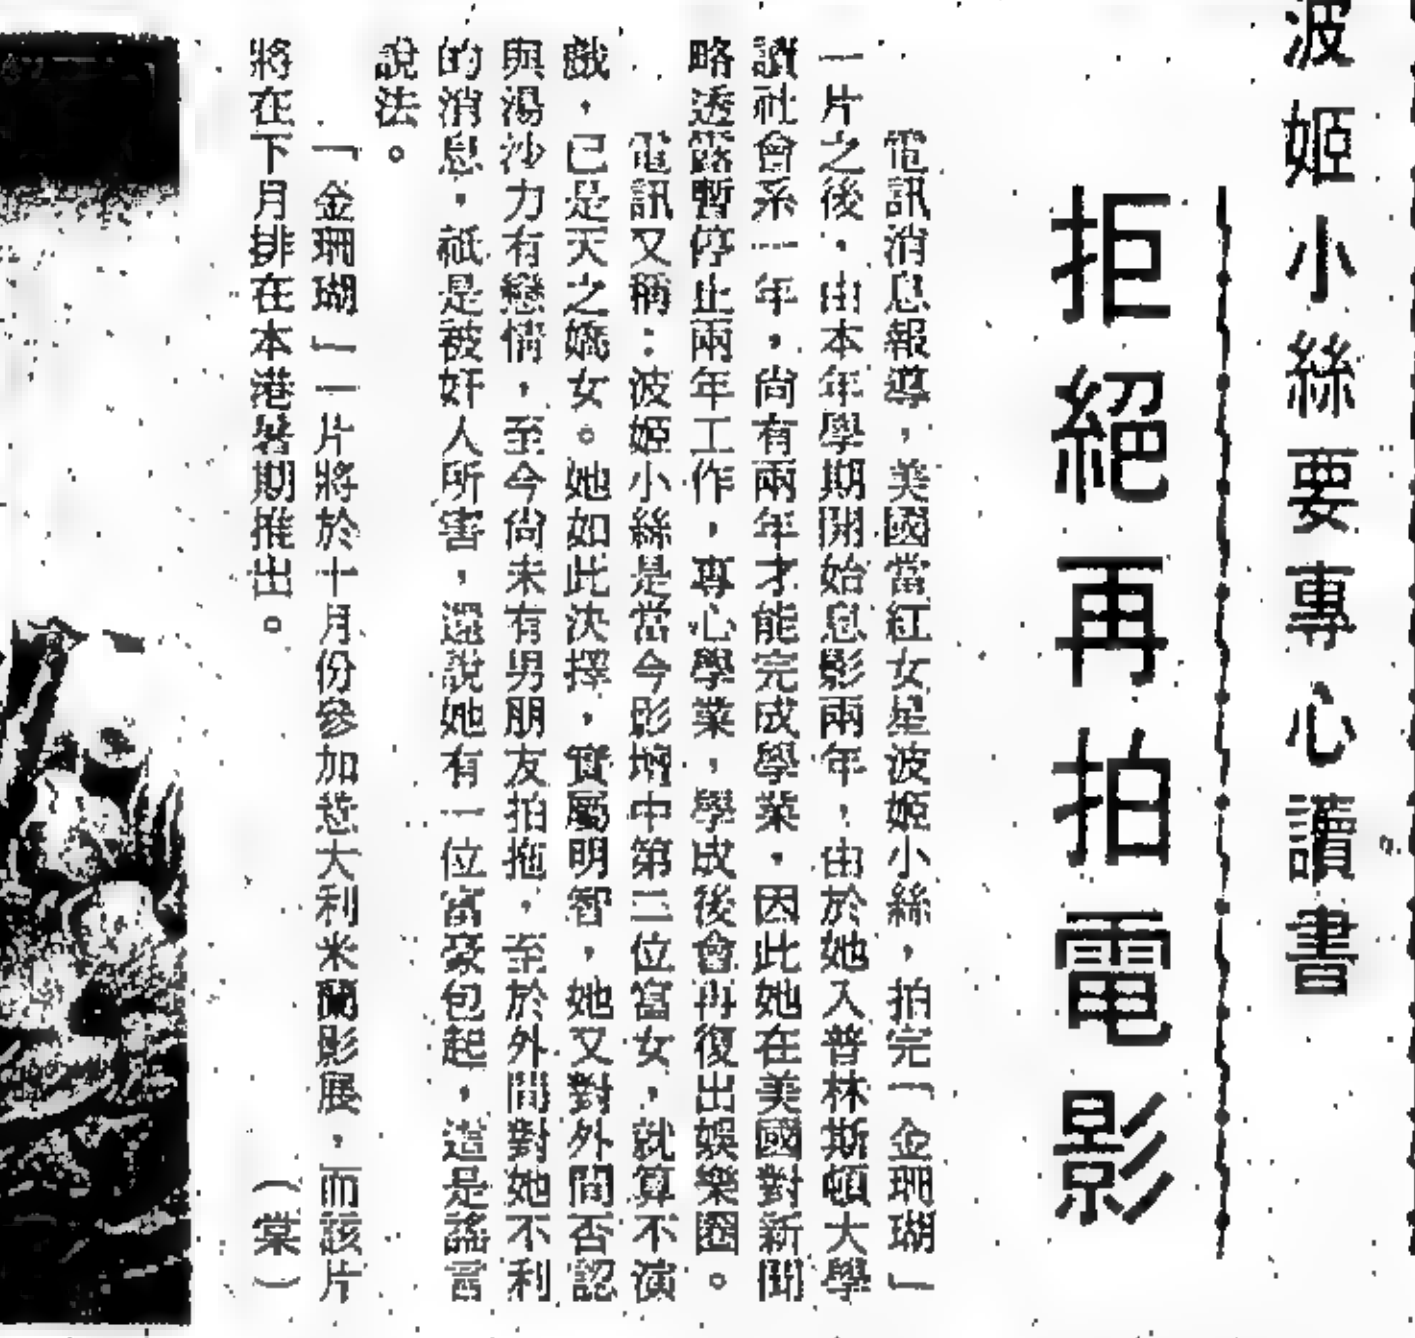 波姬小絲要專心讀書
拒絕再拍電影
電訊消息報導，美國當紅女星波姬小絲，拍完「金珊瑚」
一片之後，由本年學期開始息影兩年，由於她入普林斯頓大學
讀社會系一年，尚有兩年才能完成學業，因此她在美國對新聞
略透露暫停止兩年工作，專心學業，學成後會再復出娛樂圈。
電訊又稱：波姬小絲是當今影壇中第三位富女，就算不演
戲，已是天之嬌女。她如此決擇，實屬明智，她又對外間否認
與湯沙力有戀情，至今尚未有男朋友拍拖，至於外間對她不利
的消息，祇是被奸人所害，還說她有一位富豪包起，這是謠言
說法。
「金珊瑚」一片將於十月份參加意大利米蘭影展，而該片
將在下月排在本港暑期推出。（棠）